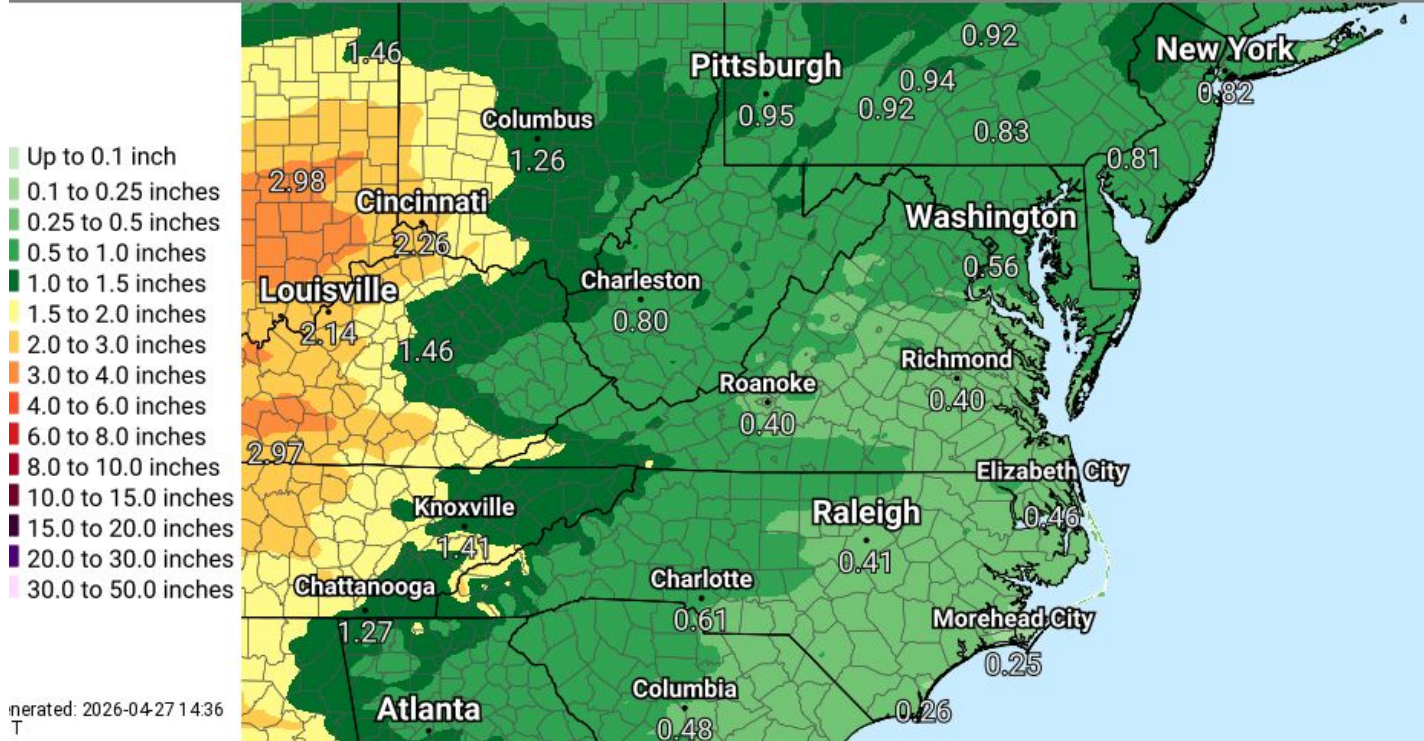 Up to 0.1 inch
0.1 to 0.25 inches
0.25 to 0.5 inches
0.5 to 1.0 inches
1.0 to 1.5 inches
1.5 to 2.0 inches
2.0 to 3.0 inches
3.0 to 4.0 inches
4.0 to 6.0 inches
6.0 to 8.0 inches
8.0 to 10.0 inches
10.0 to 15.0 inches
15.0 to 20.0 inches
20.0 to 30.0 inches
30.0 to 50.0 inches
nerated: 2026-04-27 14:36
T
1.46
0.92
New York
0.82
Pittsburgh
0.95
0.94
0.92
0.83
0.81
Columbus
1.26
2.98
Cincinnati
2.26
Washington
0.56
Louisville
2.14
Charleston
0.80
1.46
Richmond
0.40
Roanoke
0.40
2.97
Elizabeth City
0.46
Knoxville
1.41
Raleigh
0.41
Chattanooga
1.27
Charlotte
0.61
Morehead City
0.25
Columbia
0.48
Atlanta
0.26